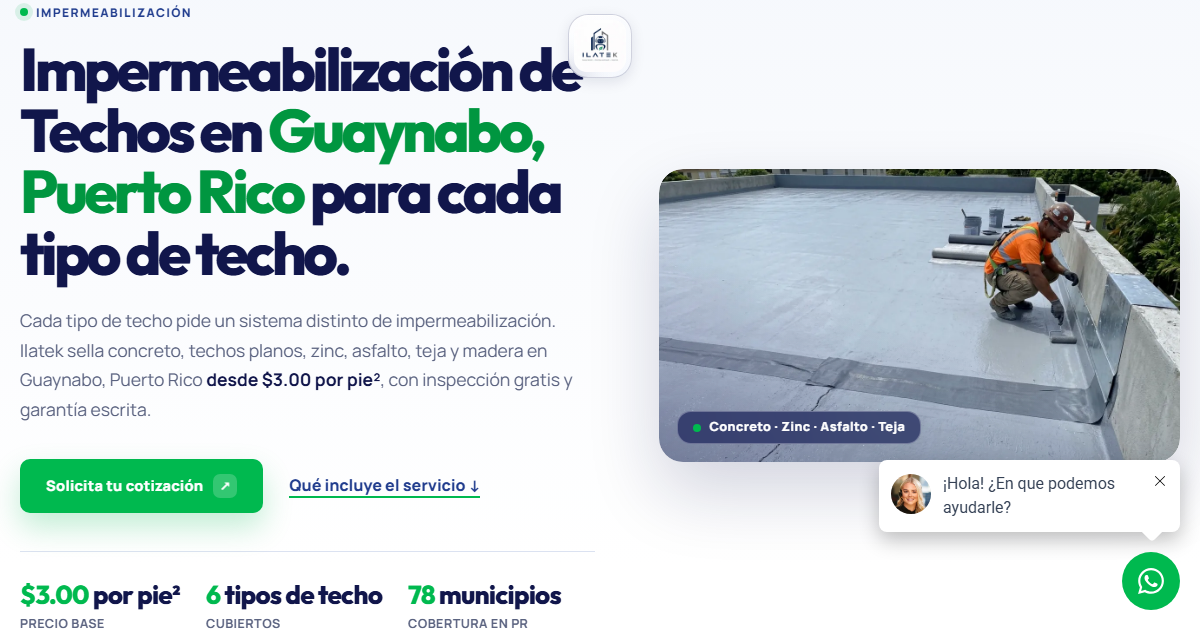 IMPERMEABILIZACIÓN
ILATEK
Impermeabilización de
Techos en Guaynabo,
Puerto Rico para cada
tipo de techo.
Cada tipo de techo pide un sistema distinto de impermeabilización.
Ilatek sella concreto, techos planos, zinc, asfalto, teja y madera en
Guaynabo, Puerto Rico desde $3.00 por pie², con inspección gratis y
garantía escrita.
Solicita tu cotización ↗
Qué incluye el servicio ↓
$3.00 por pie²
PRECIO BASE
6 tipos de techo
CUBIERTOS
78 municipios
COBERTURA EN PR
Concreto · Zinc · Asfalto · Teja
¡Hola! ¿En que podemos
ayudarle?